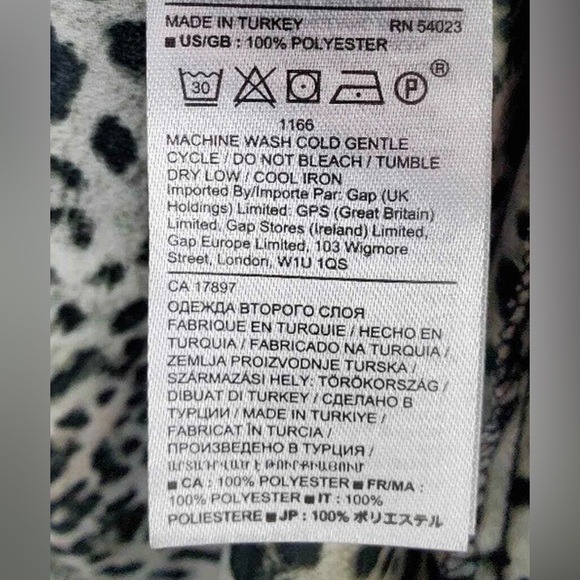 MADE IN TURKEY RN 54023
■ US/GB : 100% POLYESTER
30 P ®
1166
MACHINE WASH COLD GENTLE
CYCLE / DO NOT BLEACH / TUMBLE
DRY LOW / COOL IRON
Imported By/Importe Par: Gap (UK
Holdings) Limited: GPS (Great Britain)
Limited, Gap Stores (Ireland) Limited,
Gap Europe Limited, 103 Wigmore
Street, London, W1U 1QS
CA 17897
ОДЕЖДА ВТОРОГО СЛОЯ
FABRIQUE EN TURQUIE / HECHO EN
TURQUIA / FABRICADO NA TURQUIA /
ZEMLJA PROIZVODNJE TURSKA /
SZÁRMAZÁSI HELY: TÖRÖKORSZÁG /
DIBUAT DI TURKEY / СДЕЛАНО В
ТУРЦИИ / MADE IN TURKIYE /
FABRICAT ÎN TURCIA /
ПРОИЗВЕДЕНО В ТУРЦИЯ /
ԱՐՏԱԴՐՎԱԾ Է ԹՈՒՐՔԻԱՅՈՒՄ
■ CA : 100% POLYESTER ■ FR/MA :
100% POLYESTER ■ IT : 100%
POLIESTERE ■ JP : 100% ポリエステル